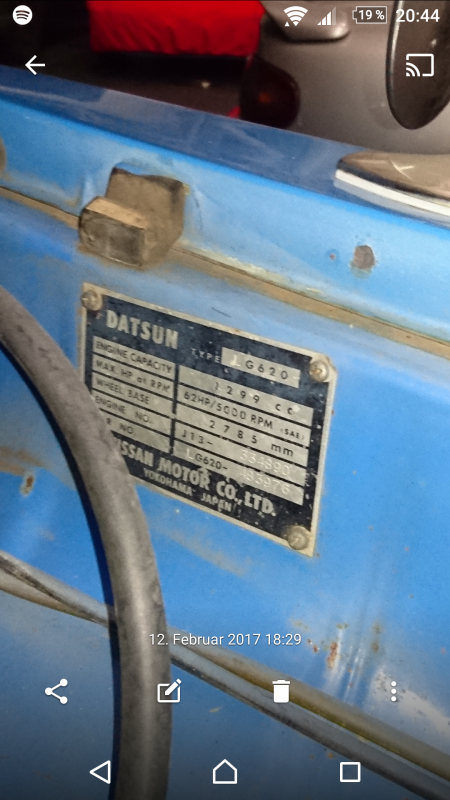 19 %
20:44
DATSUN
TYPE LG620
ENGINE CAPACITY 1299 cc
MAX. HP at RPM 62HP/5000 RPM (SAE)
WHEEL BASE 2785 mm
ENGINE NO. J13-
NO LG620-
NISSAN MOTOR CO., LTD.
YOKOHAMA JAPAN
12. Februar 2017 18:29